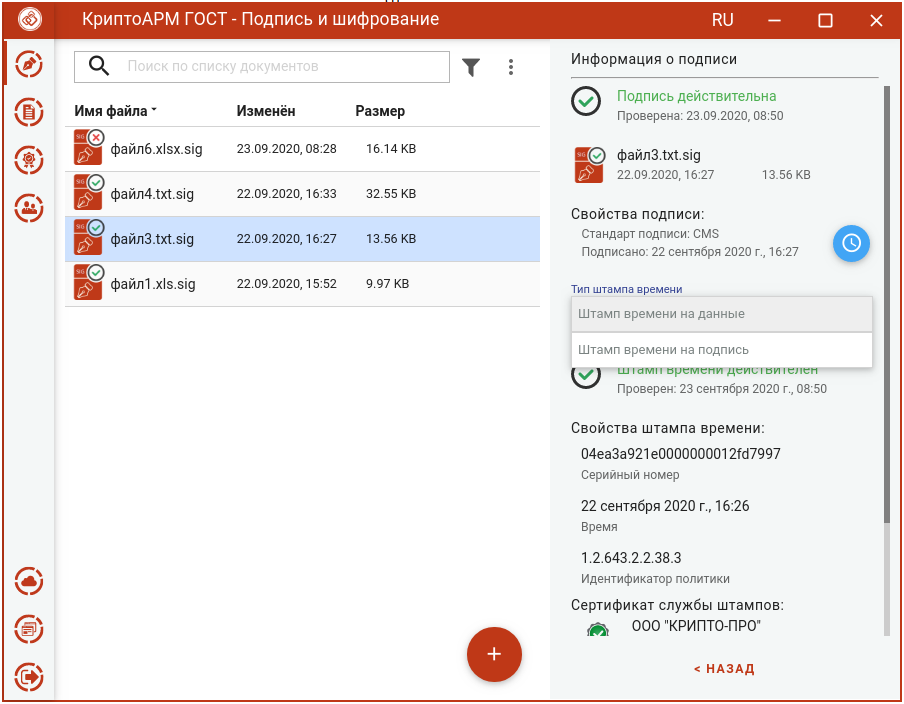 КриптоАРМ ГОСТ - Подпись и шифрование
RU
Поиск по списку документов
Имя файла Изменён Размер
файл6.xlsx.sig 23.09.2020, 08:28 16.14 KB
файл4.txt.sig 22.09.2020, 16:33 32.55 KB
файл3.txt.sig 22.09.2020, 16:27 13.56 KB
файл1.xls.sig 22.09.2020, 15:52 9.97 KB
Информация о подписи
Подпись действительна
Проверена: 23.09.2020, 08:50
файл3.txt.sig
22.09.2020, 16:27 13.56 KB
Свойства подписи:
Стандарт подписи: CMS
Подписано: 22 сентября 2020 г., 16:27
Тип штампа времени
Штамп времени на данные
Штамп времени на подпись
Штамп времени действителен
Проверен: 23 сентября 2020 г., 08:50
Свойства штампа времени:
04ea3a921e0000000012fd7997
Серийный номер
22 сентября 2020 г., 16:26
Время
1.2.643.2.2.38.3
Идентификатор политики
Сертификат службы штампов:
ООО "КРИПТО-ПРО"
< НАЗАД